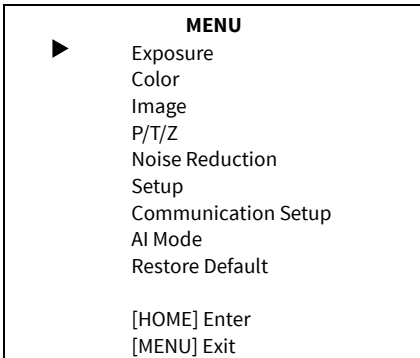 MENU
Exposure
Color
Image
P/T/Z
Noise Reduction
Setup
Communication Setup
AI Mode
Restore Default
[HOME] Enter
[MENU] Exit